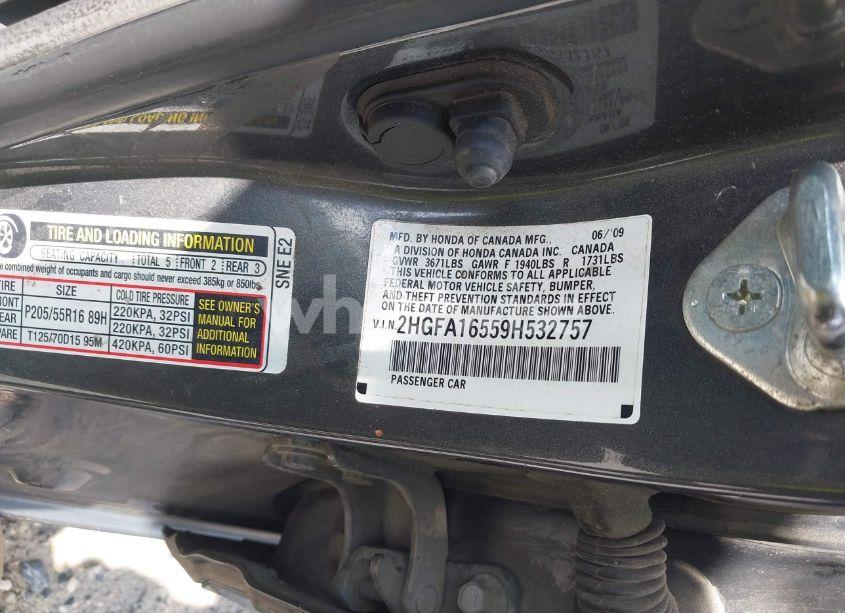 TIRE AND LOADING INFORMATION
SEATING CAPACITY TOTAL 5 FRONT 2 REAR 3
combined weight of occupants and cargo should never exceed 385kg or 850lbs
SIZE COLD TIRE PRESSURE
P205/55R16 89H 220KPA, 32PSI
220KPA, 32PSI
T125/70D15 95M 420KPA, 60PSI
SEE OWNER'S
MANUAL FOR
ADDITIONAL
INFORMATION
SNE E2
MFD. BY HONDA OF CANADA MFG., 06/'09
A DIVISION OF HONDA CANADA INC. CANADA
GVWR 3671LBS GAWR F 1940LBS R 1731LBS
THIS VEHICLE CONFORMS TO ALL APPLICABLE
FEDERAL MOTOR VEHICLE SAFETY, BUMPER,
AND THEFT PREVENTION STANDARDS IN EFFECT
ON THE DATE OF MANUFACTURE SHOWN ABOVE.
V.I.N. 2HGFA16559H532757
PASSENGER CAR